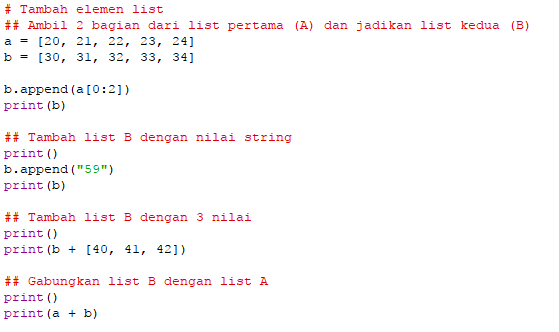 # Tambah elemen list
## Ambil 2 bagian dari list pertama (A) dan jadikan list kedua (B)
a = [20, 21, 22, 23, 24]
b = [30, 31, 32, 33, 34]
b.append(a[0:2])
print(b)
## Tambah list B dengan nilai string
print()
b.append("59")
print(b)
## Tambah list B dengan 3 nilai
print()
print(b + [40, 41, 42])
## Gabungkan list B dengan list A
print()
print(a + b)